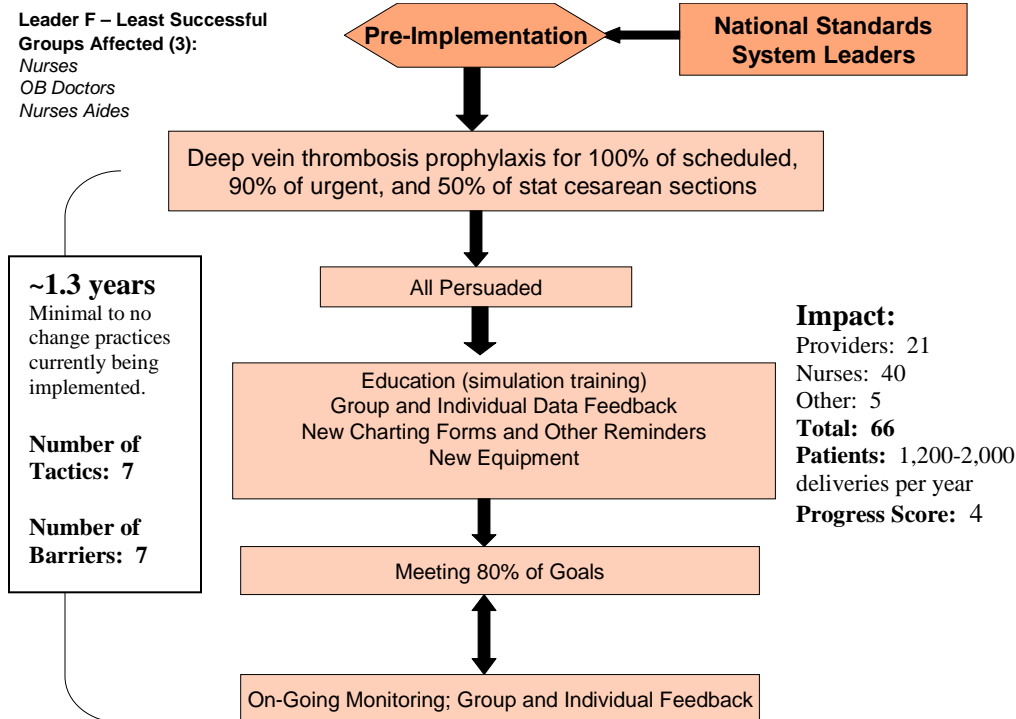 Leader F – Least Successful
Groups Affected (3):
Nurses
OB Doctors
Nurses Aides
Pre-Implementation
National Standards
System Leaders
Deep vein thrombosis prophylaxis for 100% of scheduled,
90% of urgent, and 50% of stat cesarean sections
All Persuaded
~1.3 years
Minimal to no
change practices
currently being
implemented.
Number of
Tactics: 7
Number of
Barriers: 7
Education (simulation training)
Group and Individual Data Feedback
New Charting Forms and Other Reminders
New Equipment
Impact:
Providers: 21
Nurses: 40
Other: 5
Total: 66
Patients: 1,200-2,000
deliveries per year
Progress Score: 4
Meeting 80% of Goals
On-Going Monitoring; Group and Individual Feedback